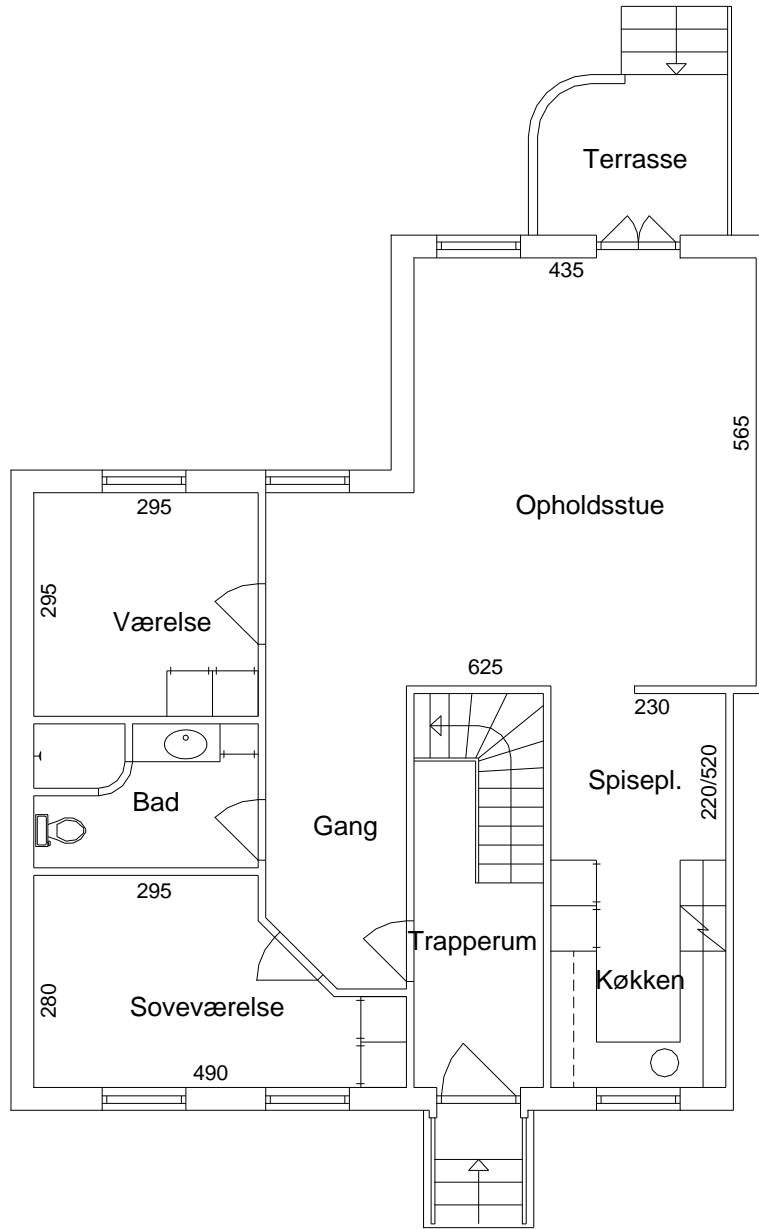 Terrasse
435
565
Opholdsstue
295
295
Værelse
625
230
220/520
Spisepl.
Bad
Gang
295
Trapperum
280
Køkken
Soveværelse
490